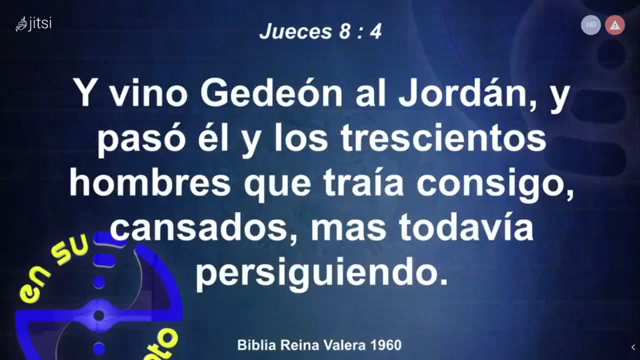 jitsi
HD
Jueces 8 : 4
Y vino Gedeón al Jordán, y
pasó él y los trescientos
hombres que traía consigo,
cansados, mas todavía
persiguiendo.
en su
Biblia Reina Valera 1960